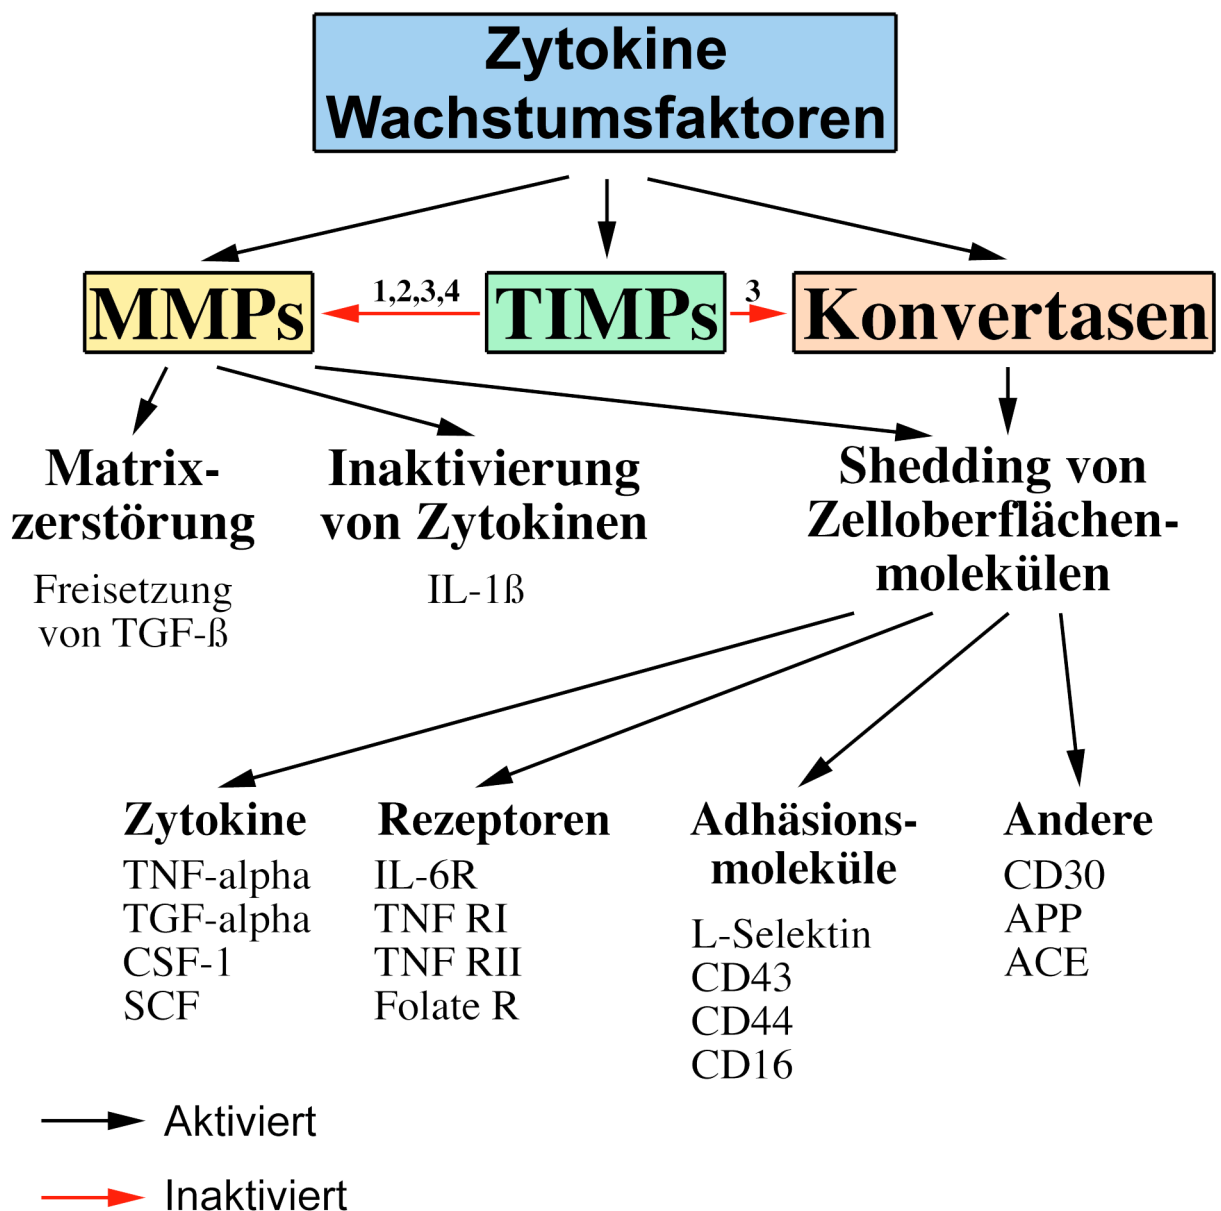 Zytokine
Wachstumsfaktoren
MMPs
1,2,3,4
TIMPs
3
Konvertasen
Matrix-
zerstörung
Freisetzung
von TGF-ß
Inaktivierung
von Zytokinen
IL-1ß
Shedding von
Zelloberflächen-
molekülen
Zytokine
TNF-alpha
TGF-alpha
CSF-1
SCF
Rezeptoren
IL-6R
TNF RI
TNF RII
Folate R
Adhäsions-
moleküle
L-Selektin
CD43
CD44
CD16
Andere
CD30
APP
ACE
Aktiviert
Inaktiviert